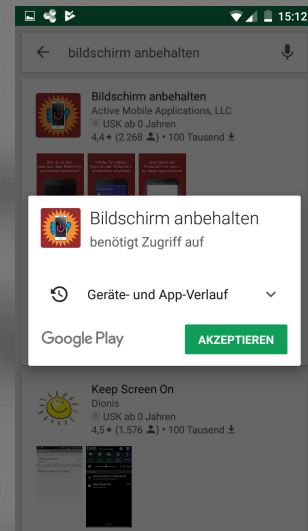 15:12
bildschirm anbehalten
Bildschirm anbehalten
Active Mobile Applications, LLC
USK ab 0 Jahren
4,4★ (2.268 👤) • 100 Tausend
Bildschirm anbehalten
benötigt Zugriff auf
Geräte- und App-Verlauf
Google Play
AKZEPTIEREN
Keep Screen On
Dionis
USK ab 0 Jahren
4,5★ (1.576 👤) • 100 Tausend